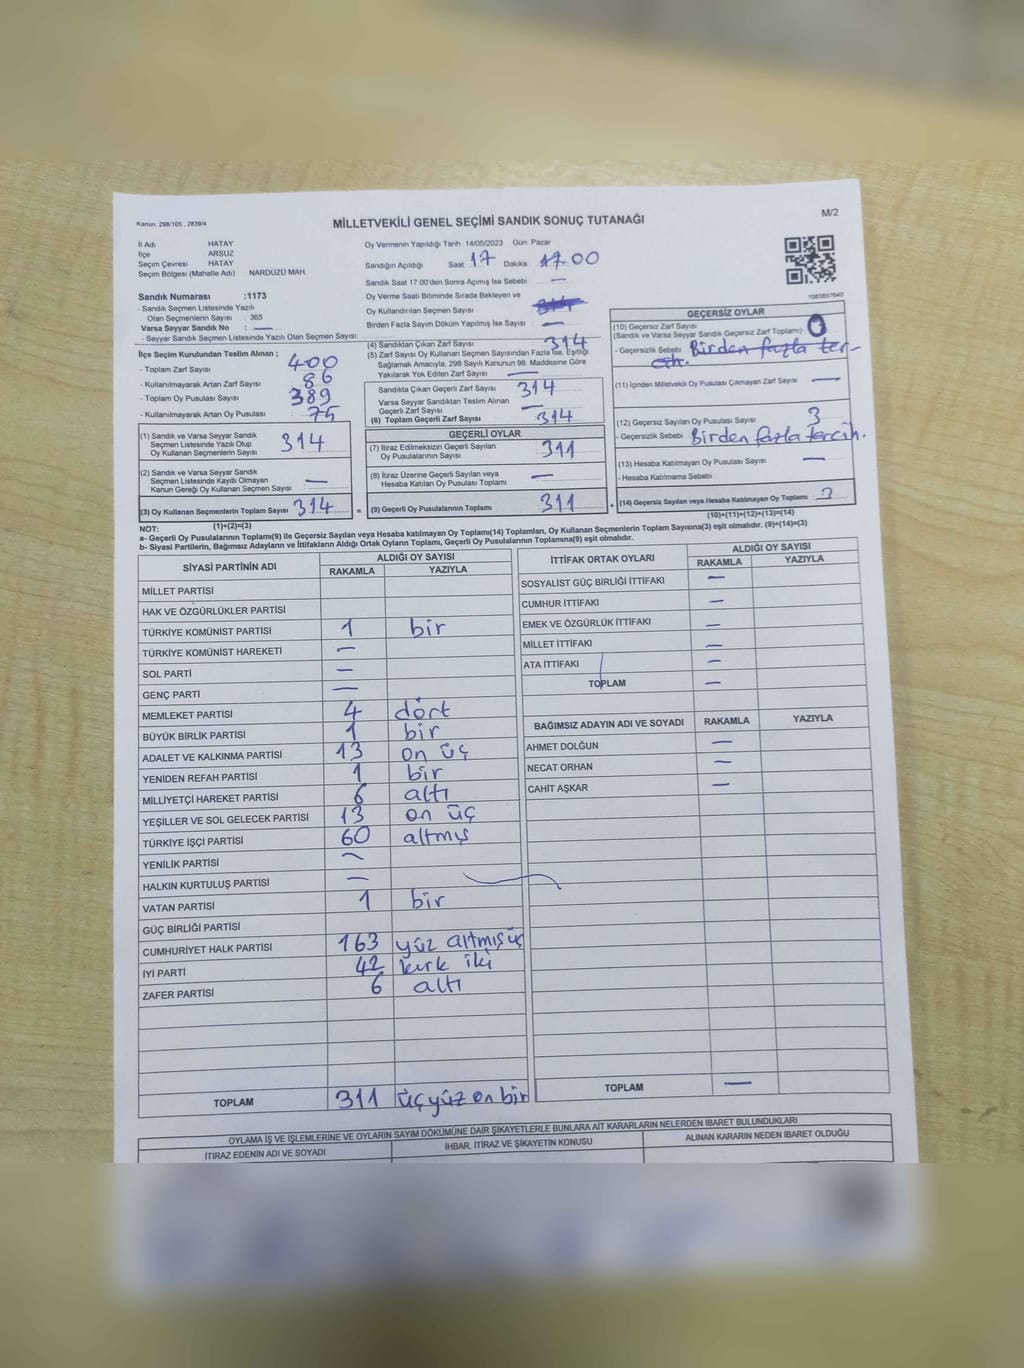 Kanun: 298/105 , 2839/4
MİLLETVEKİLİ GENEL SEÇİMİ SANDIK SONUÇ TUTANAĞI
M/2
İl Adı HATAY
İlçe ARSUZ
Seçim Çevresi HATAY
Seçim Bölgesi (Mahalle Adı) NARDÜZÜ MAH.
Sandık Numarası :1173
- Sandık Seçmen Listesinde Yazılı
Olan Seçmenlerin Sayısı : 365
Varsa Seyyar Sandık No : —
- Seyyar Sandık Seçmen Listesinde Yazılı Olan Seçmen Sayısı:
İlçe Seçim Kurulundan Teslim Alınan ;
- Toplam Zarf Sayısı 400
- Kullanılmayarak Artan Zarf Sayısı : 86
- Toplam Oy Pusulası 389
- Kullanılmayarak Artan Oy Pusulası : 75
(1) Sandık ve Varsa Seyyar Sandık
Seçmen Listesinde Yazılı Olup
Oy Kullanan Seçmenlerin Sayısı 314
(2) Sandık ve Varsa Seyyar Sandık
Seçmen Listesinde Kayıtlı Olmayan
Kanun Gereği Oy Kullanan Seçmen Sayısı : —
(3) Oy Kullanan Seçmenlerin Toplam Sayısı 314
(1)+(2)=(3)
Oy Vermenin Yapıldığı Tarih :14/05/2023 Gün: Pazar
Sandığın Açıldığı Saat 17 Dakika 17.00
Sandık Saat 17:00'den Sonra Açımış İse Sebebi —
Oy Verme Saati Bitiminde Sırada Bekleyen ve
Oy Kullandırılan Seçmen Sayısı 314
Birden Fazla Sayım Döküm Yapılmış İse Sayısı : —
(4) Sandıktan Çıkan Zarf Sayısı 314
(5) Zarf Sayısı Oy Kullanan Seçmen Sayısından Fazla İse, Eşitliği
Sağlamak Amacıyla, 298 Sayılı Kanunun 98. Maddesine Göre
Yakılarak Yok Edilen Zarf Sayısı —
Sandıkta Çıkan Geçerli Zarf Sayısı 314
Varsa Seyyar Sandıktan Teslim Alınan
Geçerli Zarf Sayısı —
(6) Toplam Geçerli Zarf Sayısı 314
GEÇERLİ OYLAR
(7) İtiraz Edilmeksizin Geçerli Sayılan
Oy Pusulalarının Sayısı 311
(8) İtiraz Üzerine Geçerli Sayılan veya
Hesaba Katılan Oy Pusulası Toplamı —
= (9) Geçerli Oy Pusulalarının Toplamı 311
1081857640
GEÇERSİZ OYLAR
(10) Geçersiz Zarf Sayısı
(Sandık ve Varsa Seyyar Sandık Geçersiz Zarf Toplamı) 0
- Geçersizlik Sebebi Birden fazla ter-
cih.
(11) İçinden Milletvekili Oy Pusulası Çıkmayan Zarf Sayısı —
(12) Geçersiz Sayılan Oy Pusulası Sayısı 3
- Geçersizlik Sebebi Birden fazla tercih.
(13) Hesaba Katılmayan Oy Pusulası Sayısı —
- Hesaba Katılmama Sebebi
+ (14) Geçersiz Sayılan veya Hesaba Katılmayan Oy Toplamı 3
(10)+(11)+(12)+(13)=(14)
NOT:
a- Geçerli Oy Pusulalarının Toplamı(9) ile Geçersiz Sayılan veya Hesaba katılmayan Oy Toplamı(14) Toplamları, Oy Kullanan Seçmenlerin Toplam Sayısına(3) eşit olmalıdır. (9)+(14)=(3)
b- Siyasi Partilerin, Bağımsız Adayların ve İttifakların Aldığı Ortak Oyların Toplamı, Geçerli Oy Pusulalarının Toplamına(9) eşit olmalıdır.
SİYASİ PARTİNİN ADI ALDIĞI OY SAYISI
RAKAMLA YAZIYLA
MİLLET PARTİSİ
HAK VE ÖZGÜRLÜKLER PARTİSİ
TÜRKİYE KOMÜNİST PARTİSİ 1 bir
TÜRKİYE KOMÜNİST HAREKETİ —
SOL PARTİ —
GENÇ PARTİ —
MEMLEKET PARTİSİ 4 dört
BÜYÜK BİRLİK PARTİSİ 1 bir
ADALET VE KALKINMA PARTİSİ 13 on üç
YENİDEN REFAH PARTİSİ 1 bir
MİLLİYETÇİ HAREKET PARTİSİ 6 altı
YEŞİLLER VE SOL GELECEK PARTİSİ 13 on üç
TÜRKİYE İŞÇİ PARTİSİ 60 altmış
YENİLİK PARTİSİ —
HALKIN KURTULUŞ PARTİSİ —
VATAN PARTİSİ 1 bir
GÜÇ BİRLİĞİ PARTİSİ
CUMHURİYET HALK PARTİSİ 163 yüz altmış üç
İYİ PARTİ 42 kırk iki
ZAFER PARTİSİ 6 altı
TOPLAM 311 üçyüz on bir
İTTİFAK ORTAK OYLARI ALDIĞI OY SAYISI
RAKAMLA YAZIYLA
SOSYALİST GÜÇ BİRLİĞİ İTTİFAKI —
CUMHUR İTTİFAKI —
EMEK VE ÖZGÜRLÜK İTTİFAKI —
MİLLET İTTİFAKI —
ATA İTTİFAKI —
TOPLAM —
BAĞIMSIZ ADAYIN ADI VE SOYADI RAKAMLA YAZIYLA
AHMET DOLĞUN —
NECAT ORHAN —
CAHİT AŞKAR —
TOPLAM —
OYLAMA İŞ VE İŞLEMLERİNE VE OYLARIN SAYIM DÖKÜMÜNE DAİR ŞİKAYETLERLE BUNLARA AİT KARARLARIN NELERDEN İBARET BULUNDUKLARI
İTİRAZ EDENİN ADI VE SOYADI İHBAR, İTİRAZ VE ŞİKAYETİN KONUSU ALINAN KARARIN NEDEN İBARET OLDUĞU